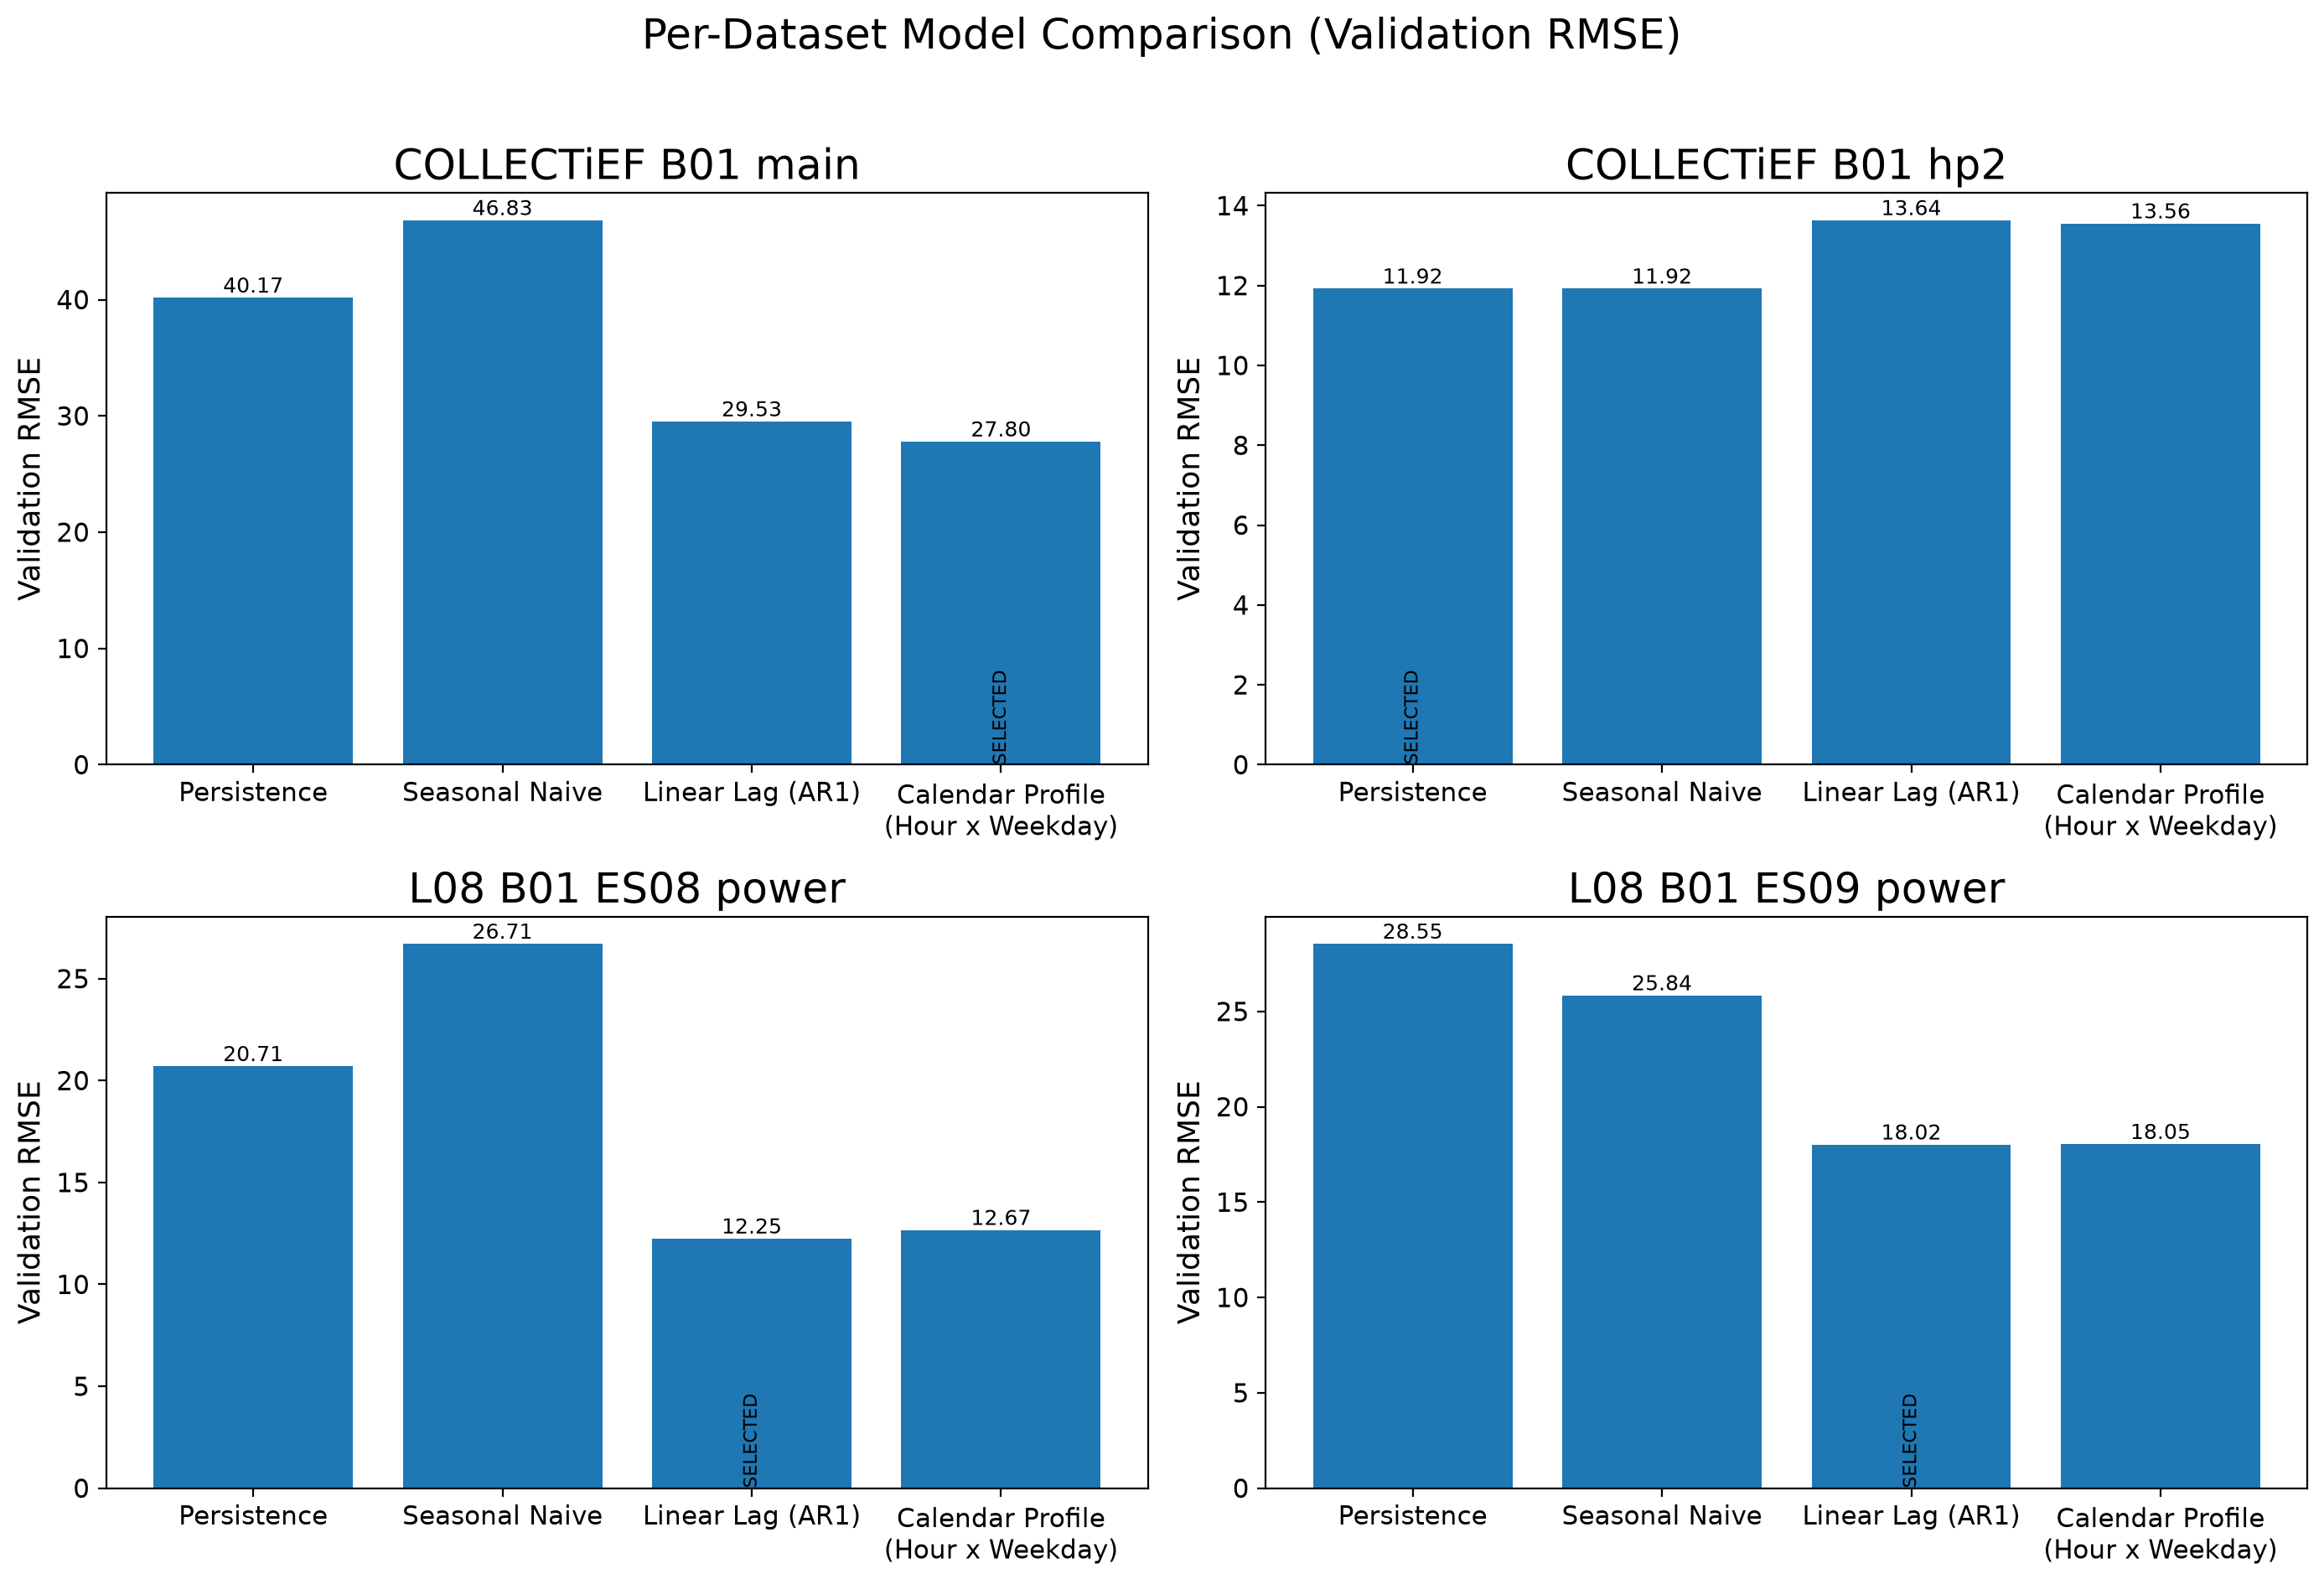 Per-Dataset Model Comparison (Validation RMSE)
COLLECTiEF B01 main
Validation RMSE
40
30
20
10
0
40.17
46.83
29.53
27.80
SELECTED
Persistence
Seasonal Naive
Linear Lag (AR1)
Calendar Profile
(Hour x Weekday)
COLLECTiEF B01 hp2
Validation RMSE
14
12
10
8
6
4
2
0
11.92
11.92
13.64
13.56
SELECTED
Persistence
Seasonal Naive
Linear Lag (AR1)
Calendar Profile
(Hour x Weekday)
L08 B01 ES08 power
Validation RMSE
25
20
15
10
5
0
20.71
26.71
12.25
12.67
SELECTED
Persistence
Seasonal Naive
Linear Lag (AR1)
Calendar Profile
(Hour x Weekday)
L08 B01 ES09 power
Validation RMSE
25
20
15
10
5
0
28.55
25.84
18.02
18.05
SELECTED
Persistence
Seasonal Naive
Linear Lag (AR1)
Calendar Profile
(Hour x Weekday)